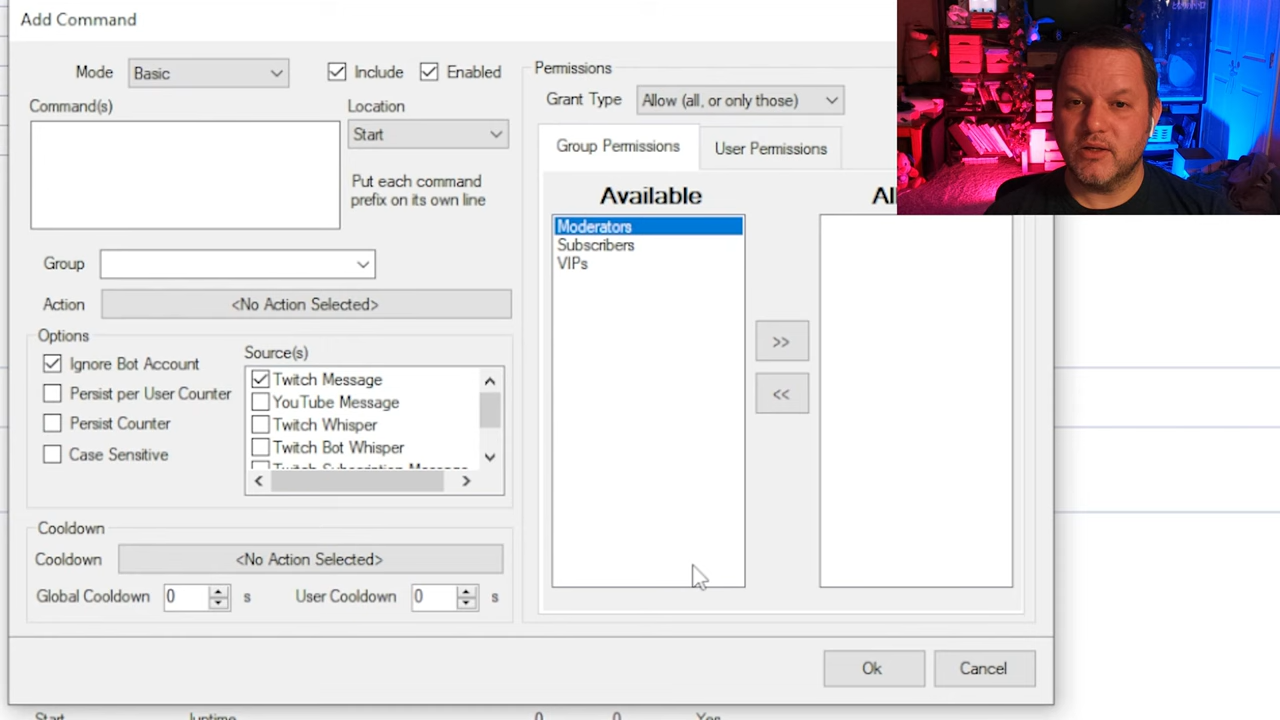 Add Command
Mode
Basic
Include
Enabled
Command(s)
Location
Start
Put each command
prefix on its own line
Group
Action
<No Action Selected>
Options
Ignore Bot Account
Persist per User Counter
Persist Counter
Case Sensitive
Source(s)
Twitch Message
YouTube Message
Twitch Whisper
Twitch Bot Whisper
Twitch Subscription Message
Cooldown
Cooldown
<No Action Selected>
Global Cooldown
0
s
User Cooldown
0
s
Permissions
Grant Type
Allow (all, or only those)
Group Permissions
User Permissions
Available
Moderators
Subscribers
VIPs
>>
<<
Ok
Cancel
Start
!uptime
0
0
Yes